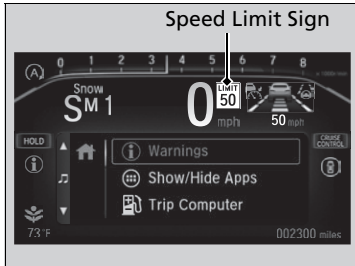 Speed Limit Sign
0 1 2 3 4 5 6 7 8
A
Snow
SM 1
0 mph
LIMIT 50
50 mph
HOLD
CRUISE CONTROL
i
i Warnings
Show/Hide Apps
Trip Computer
73°F
002300 miles